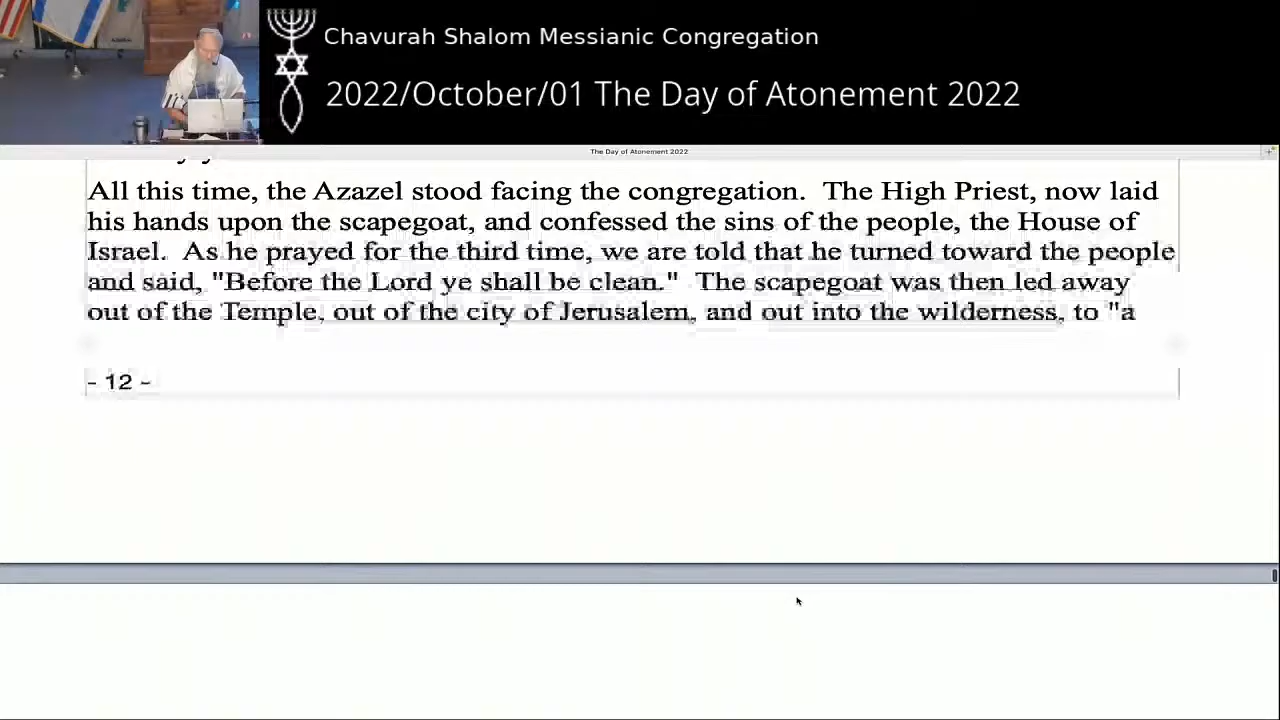 Chavurah Shalom Messianic Congregation
2022/October/01 The Day of Atonement 2022
The Day of Atonement 2022
All this time, the Azazel stood facing the congregation.  The High Priest, now laid
his hands upon the scapegoat, and confessed the sins of the people, the House of
Israel.  As he prayed for the third time, we are told that he turned toward the people
and said, "Before the Lord ye shall be clean."  The scapegoat was then led away
out of the Temple, out of the city of Jerusalem, and out into the wilderness, to "a
- 12 -